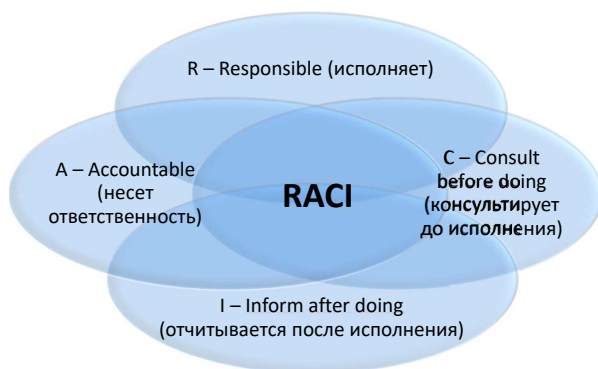 R – Responsible (исполняет)
A – Accountable
(несет
ответственность)
RACI
C – Consult
before doing
(консультирует
до исполнения)
I – Inform after doing
(отчитывается после исполнения)